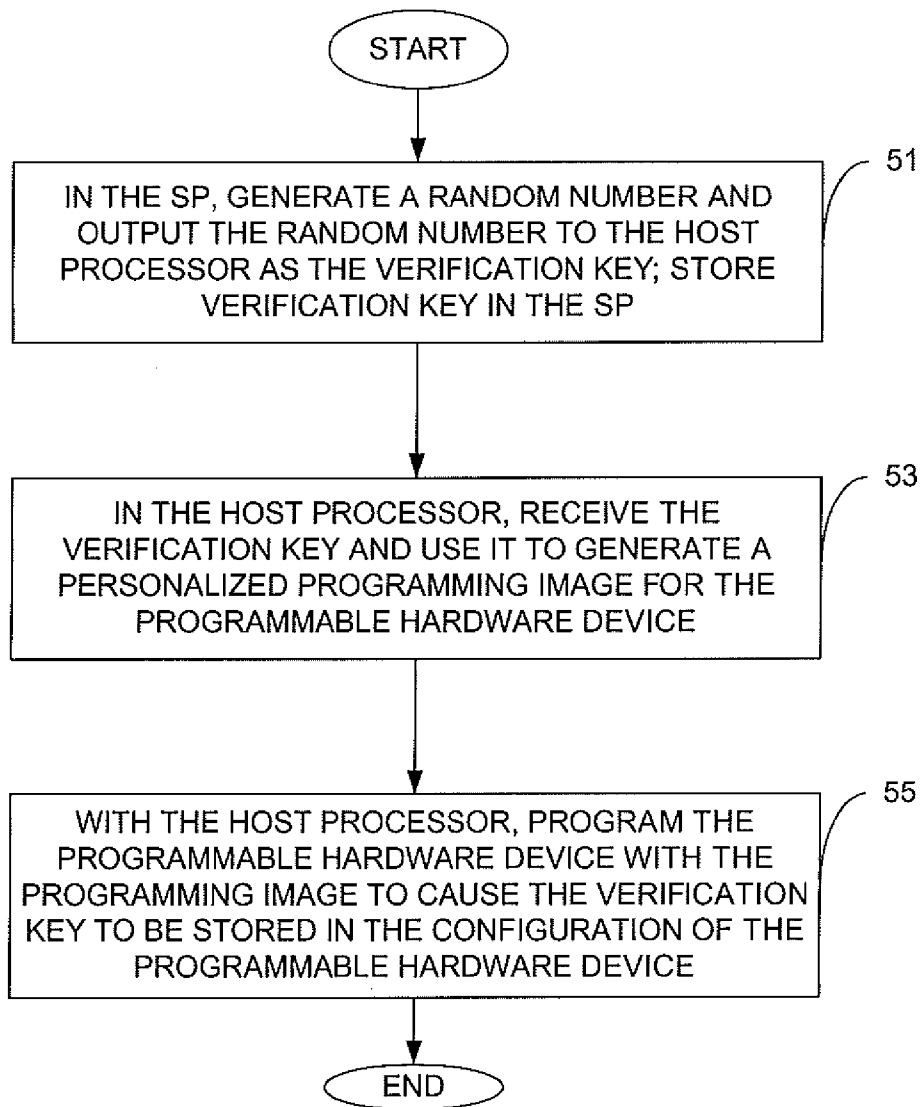 START
51
IN THE SP, GENERATE A RANDOM NUMBER AND
OUTPUT THE RANDOM NUMBER TO THE HOST
PROCESSOR AS THE VERIFICATION KEY; STORE
VERIFICATION KEY IN THE SP
53
IN THE HOST PROCESSOR, RECEIVE THE
VERIFICATION KEY AND USE IT TO GENERATE A
PERSONALIZED PROGRAMMING IMAGE FOR THE
PROGRAMMABLE HARDWARE DEVICE
55
WITH THE HOST PROCESSOR, PROGRAM THE
PROGRAMMABLE HARDWARE DEVICE WITH THE
PROGRAMMING IMAGE TO CAUSE THE VERIFICATION
KEY TO BE STORED IN THE CONFIGURATION OF THE
PROGRAMMABLE HARDWARE DEVICE
END